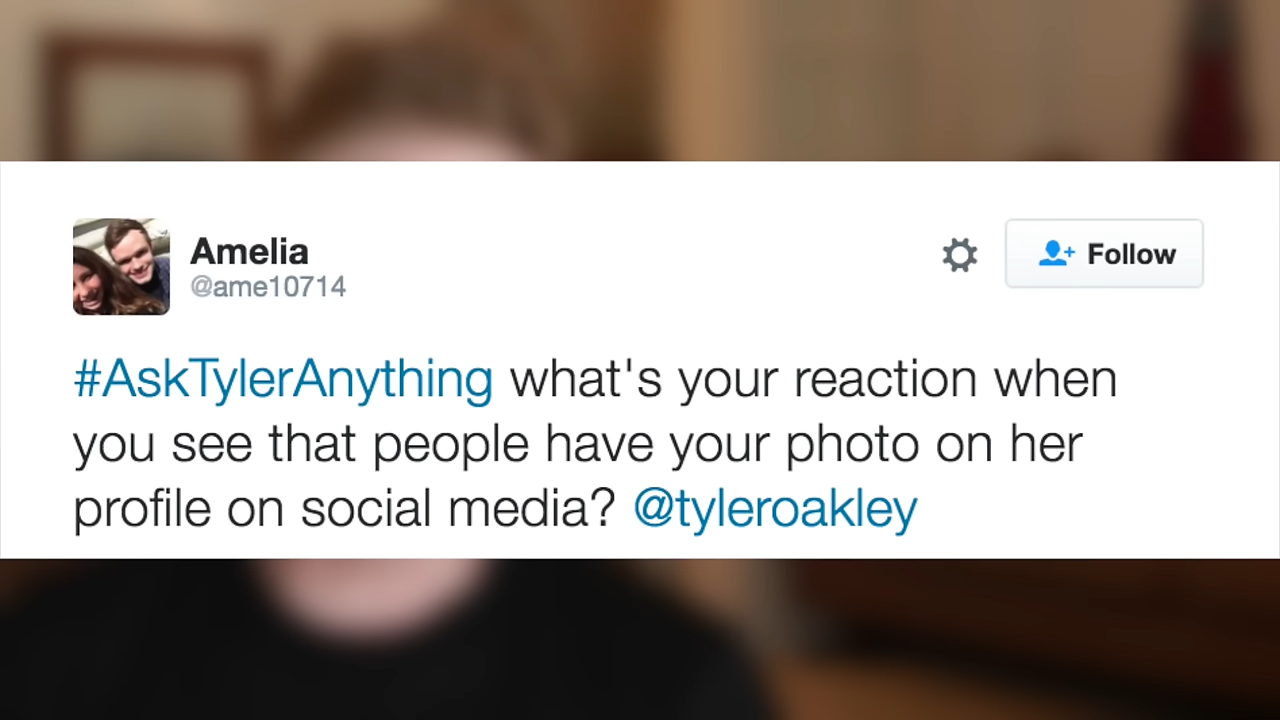 Amelia
@ame10714
Follow
#AskTylerAnything what's your reaction when
you see that people have your photo on her
profile on social media? @tyleroakley